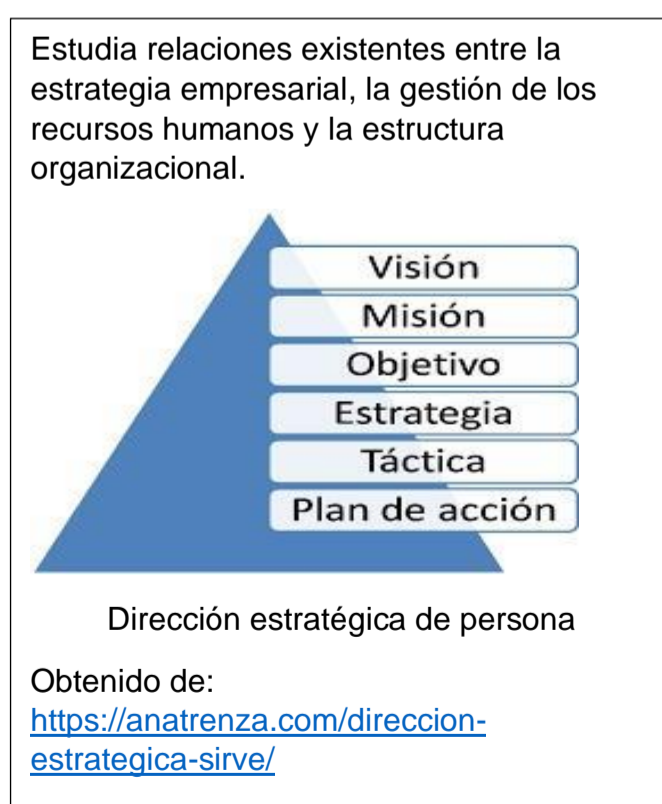 Estudia relaciones existentes entre la
estrategia empresarial, la gestión de los
recursos humanos y la estructura
organizacional.
Visión
Misión
Objetivo
Estrategia
Táctica
Plan de acción
Dirección estratégica de persona
Obtenido de:
https://anatrenza.com/direccion-
estrategica-sirve/